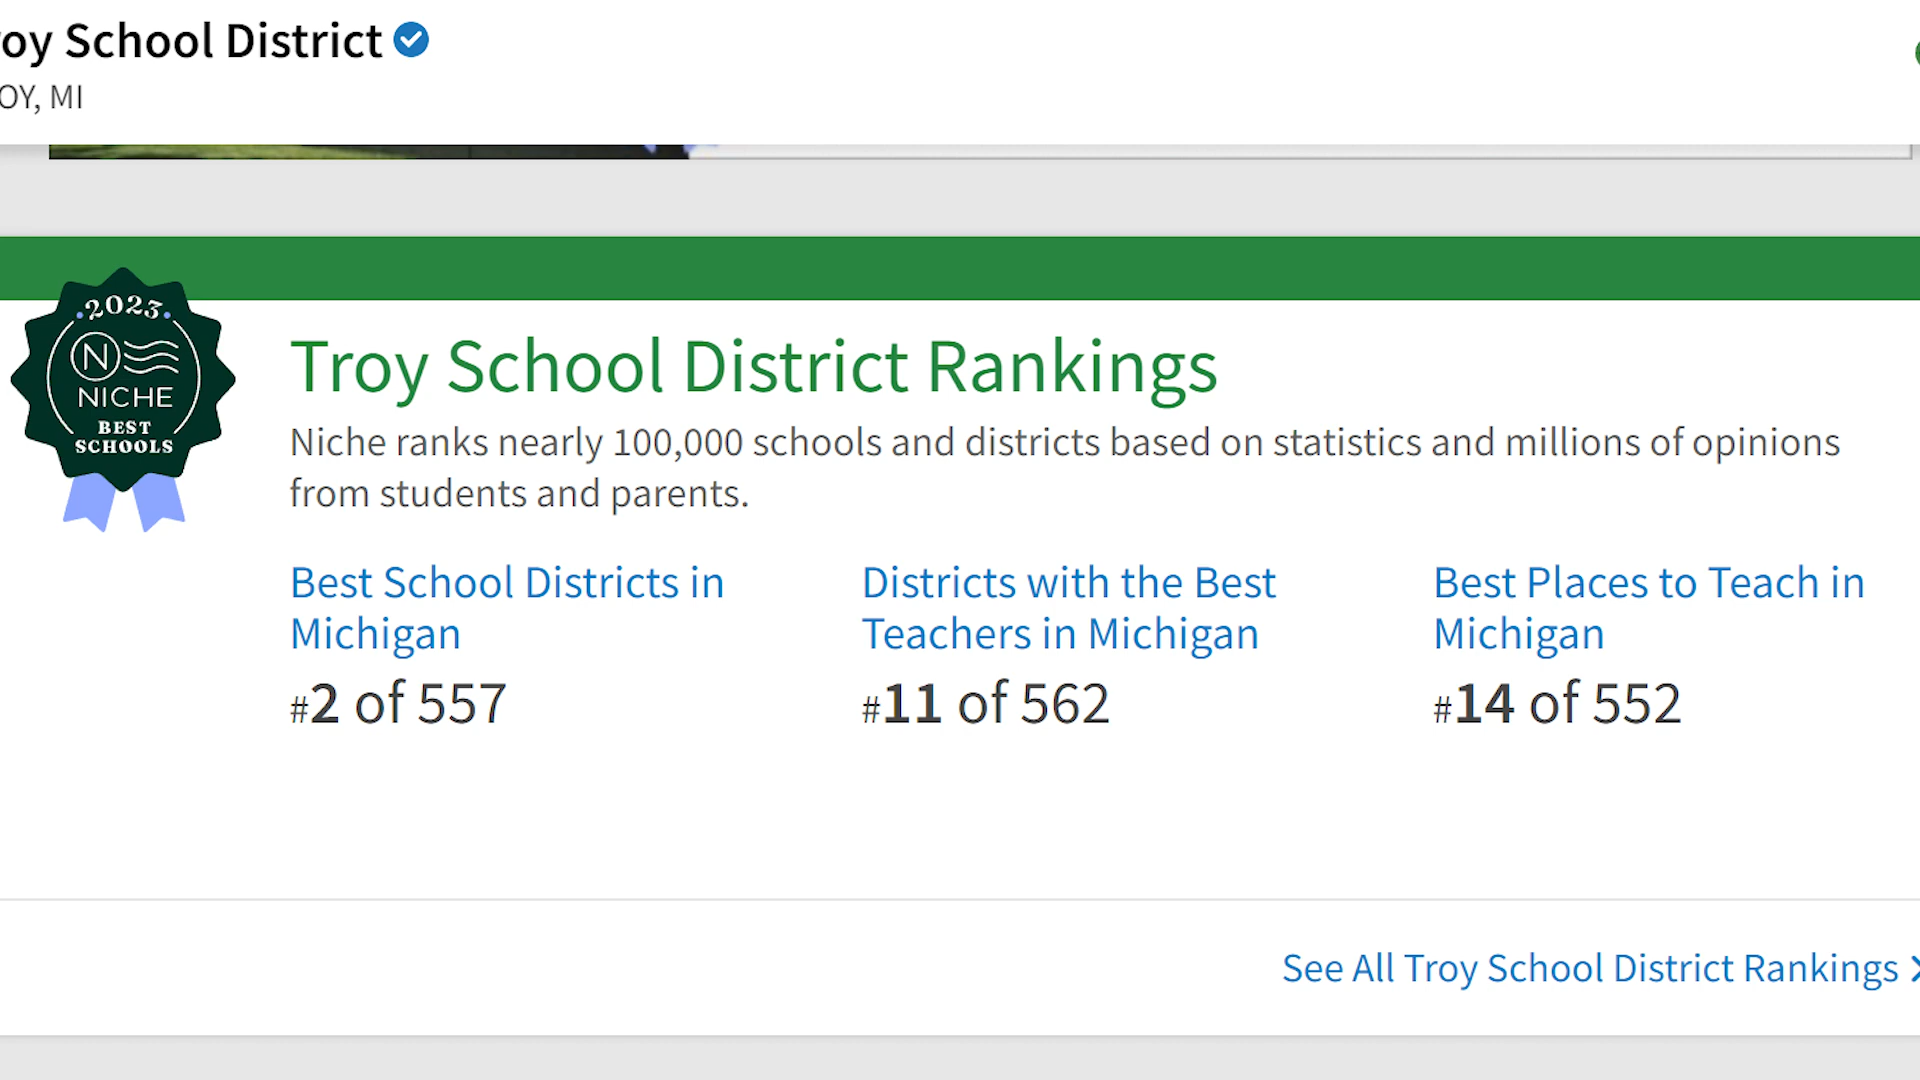 oy School District
OY, MI
2023
N
NICHE
BEST
SCHOOLS
Troy School District Rankings
Niche ranks nearly 100,000 schools and districts based on statistics and millions of opinions
from students and parents.
Best School Districts in
Michigan
#2 of 557
Districts with the Best
Teachers in Michigan
#11 of 562
Best Places to Teach in
Michigan
#14 of 552
See All Troy School District Rankings